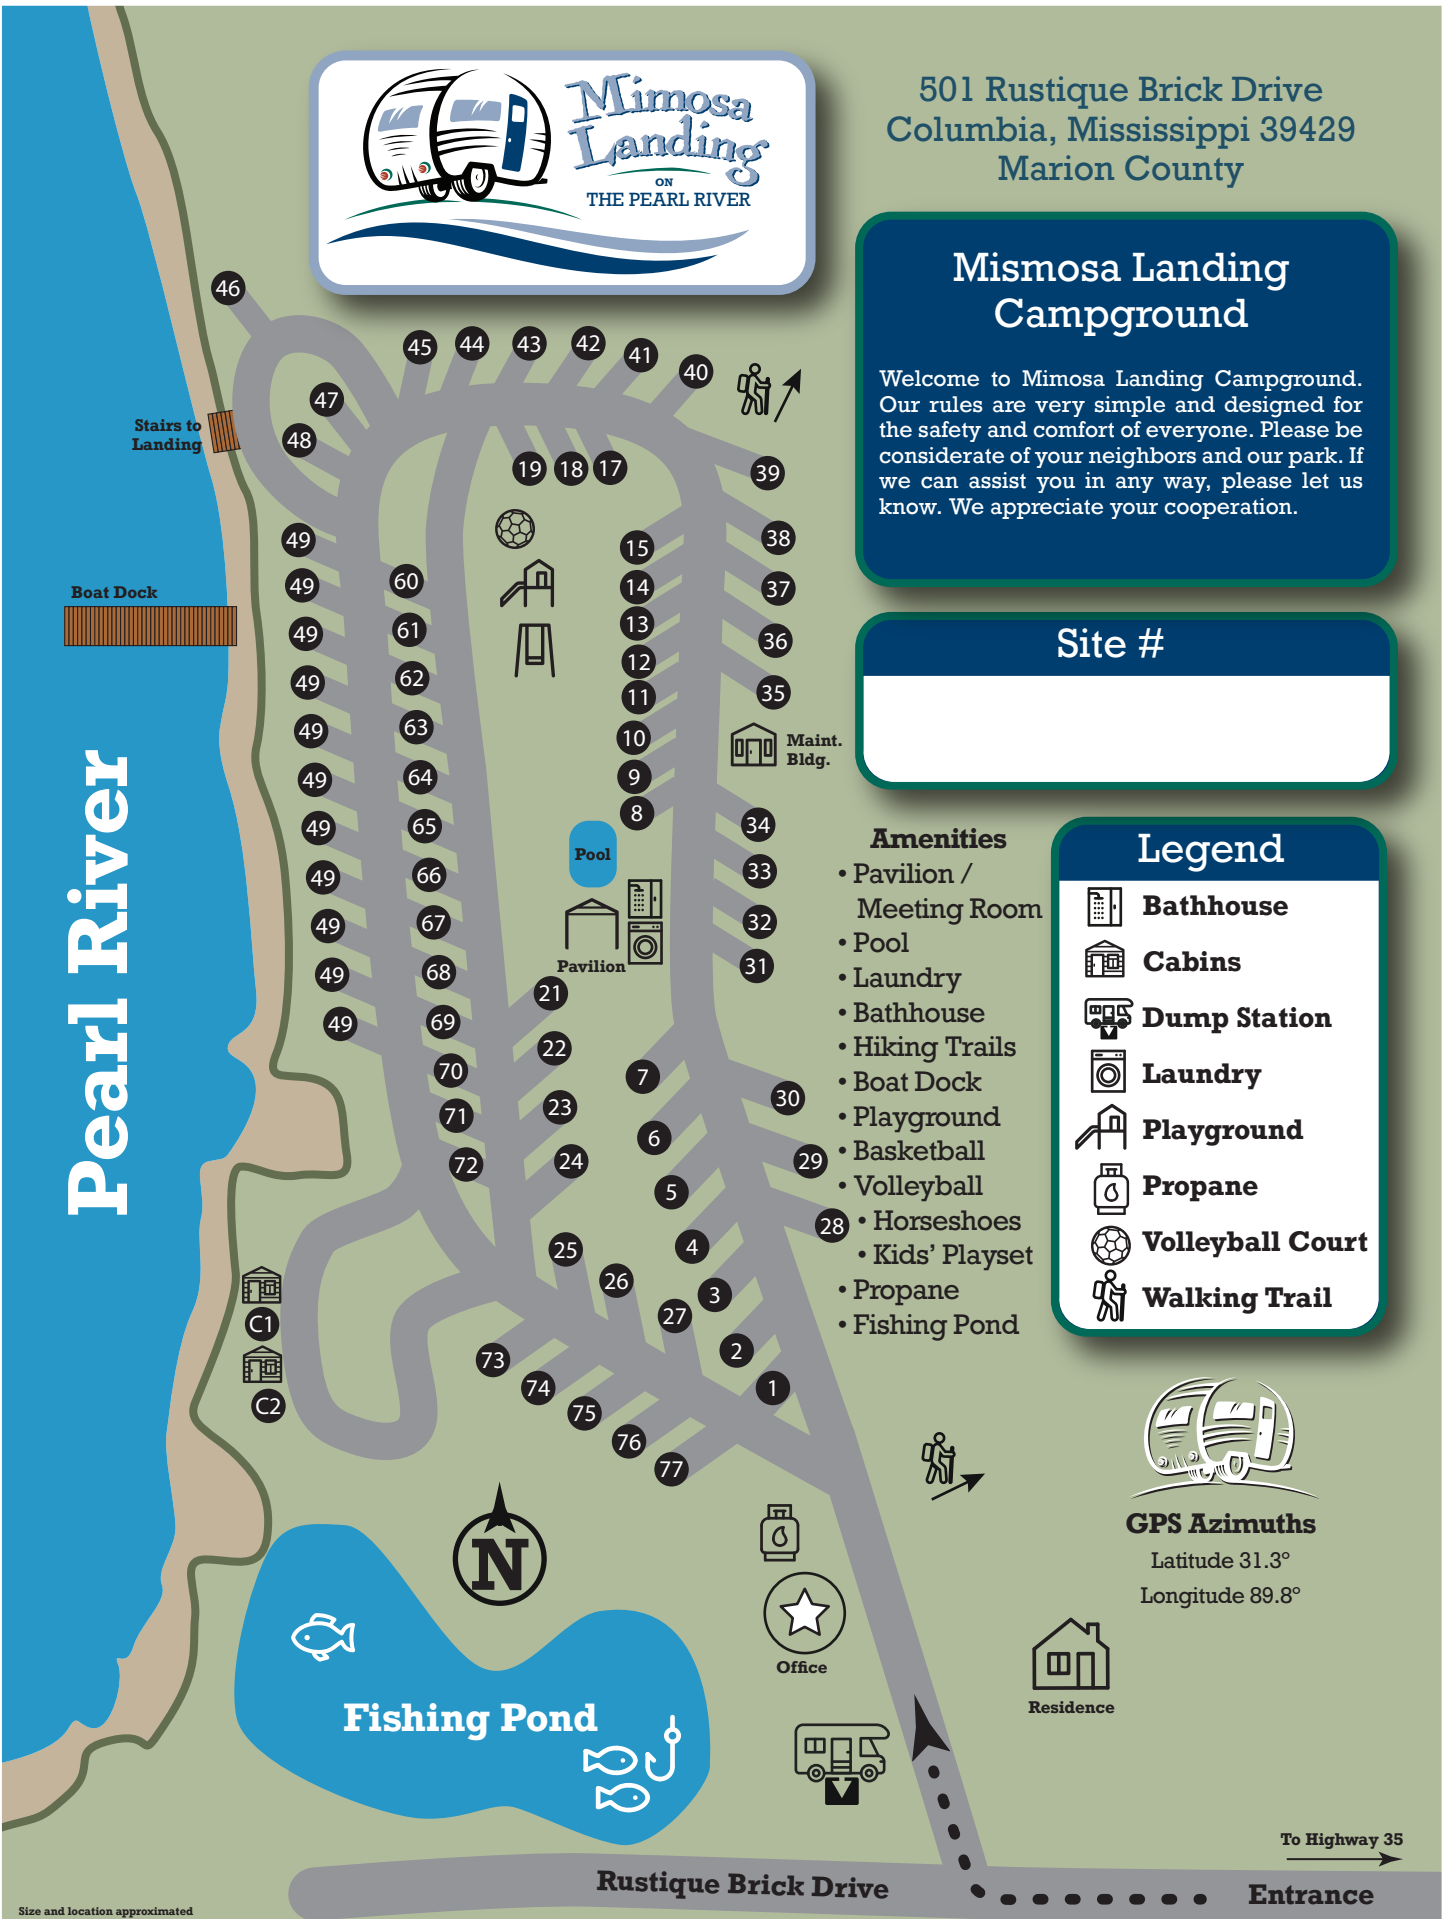 Mimosa
Landing
ON
THE PEARL RIVER
501 Rustique Brick Drive
Columbia, Mississippi 39429
Marion County
Mismosa Landing
Campground
Welcome to Mimosa Landing Campground.
Our rules are very simple and designed for
the safety and comfort of everyone. Please be
considerate of your neighbors and our park. If
we can assist you in any way, please let us
know. We appreciate your cooperation.
Site #
46
45
44
43
42
41
40
47
48
Stairs to
Landing
19
18
17
39
38
37
36
35
15
14
13
12
11
10
9
8
49
49
49
49
49
49
49
49
49
49
49
60
61
62
63
64
65
66
67
68
69
70
71
72
Boat Dock
Maint.
Bldg.
34
33
32
31
Pool
Pavilion
21
22
23
24
25
26
27
7
6
5
4
3
2
1
30
29
28
73
74
75
76
77
C1
C2
Pearl River
Amenities
• Pavilion /
Meeting Room
• Pool
• Laundry
• Bathhouse
• Hiking Trails
• Boat Dock
• Playground
• Basketball
• Volleyball
• Horseshoes
• Kids' Playset
• Propane
• Fishing Pond
Legend
Bathhouse
Cabins
Dump Station
Laundry
Playground
Propane
Volleyball Court
Walking Trail
GPS Azimuths
Latitude 31.3°
Longitude 89.8°
N
Office
Residence
Fishing Pond
To Highway 35
Rustique Brick Drive
Entrance
Size and location approximated